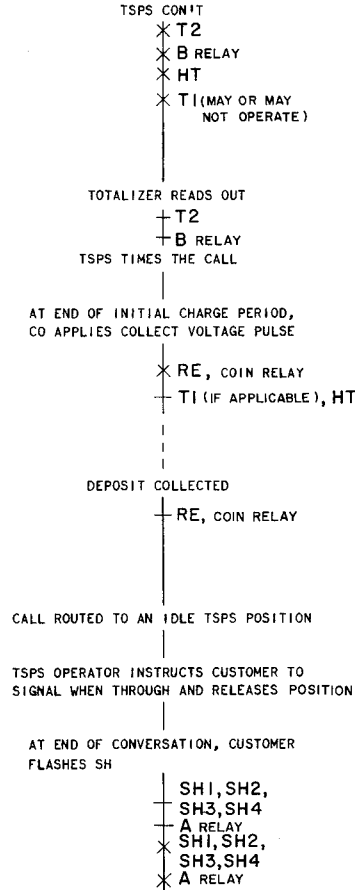 TSPS CON'T
T2
B RELAY
HT
T1 (MAY OR MAY
NOT OPERATE)
TOTALIZER READS OUT
T2
B RELAY
TSPS TIMES THE CALL
AT END OF INITIAL CHARGE PERIOD,
CO APPLIES COLLECT VOLTAGE PULSE
RE, COIN RELAY
T1 (IF APPLICABLE), HT
DEPOSIT COLLECTED
RE, COIN RELAY
CALL ROUTED TO AN IDLE TSPS POSITION
TSPS OPERATOR INSTRUCTS CUSTOMER TO
SIGNAL WHEN THROUGH AND RELEASES POSITION
AT END OF CONVERSATION, CUSTOMER
FLASHES SH
SH1, SH2,
SH3, SH4
A RELAY
SH1, SH2,
SH3, SH4
A RELAY